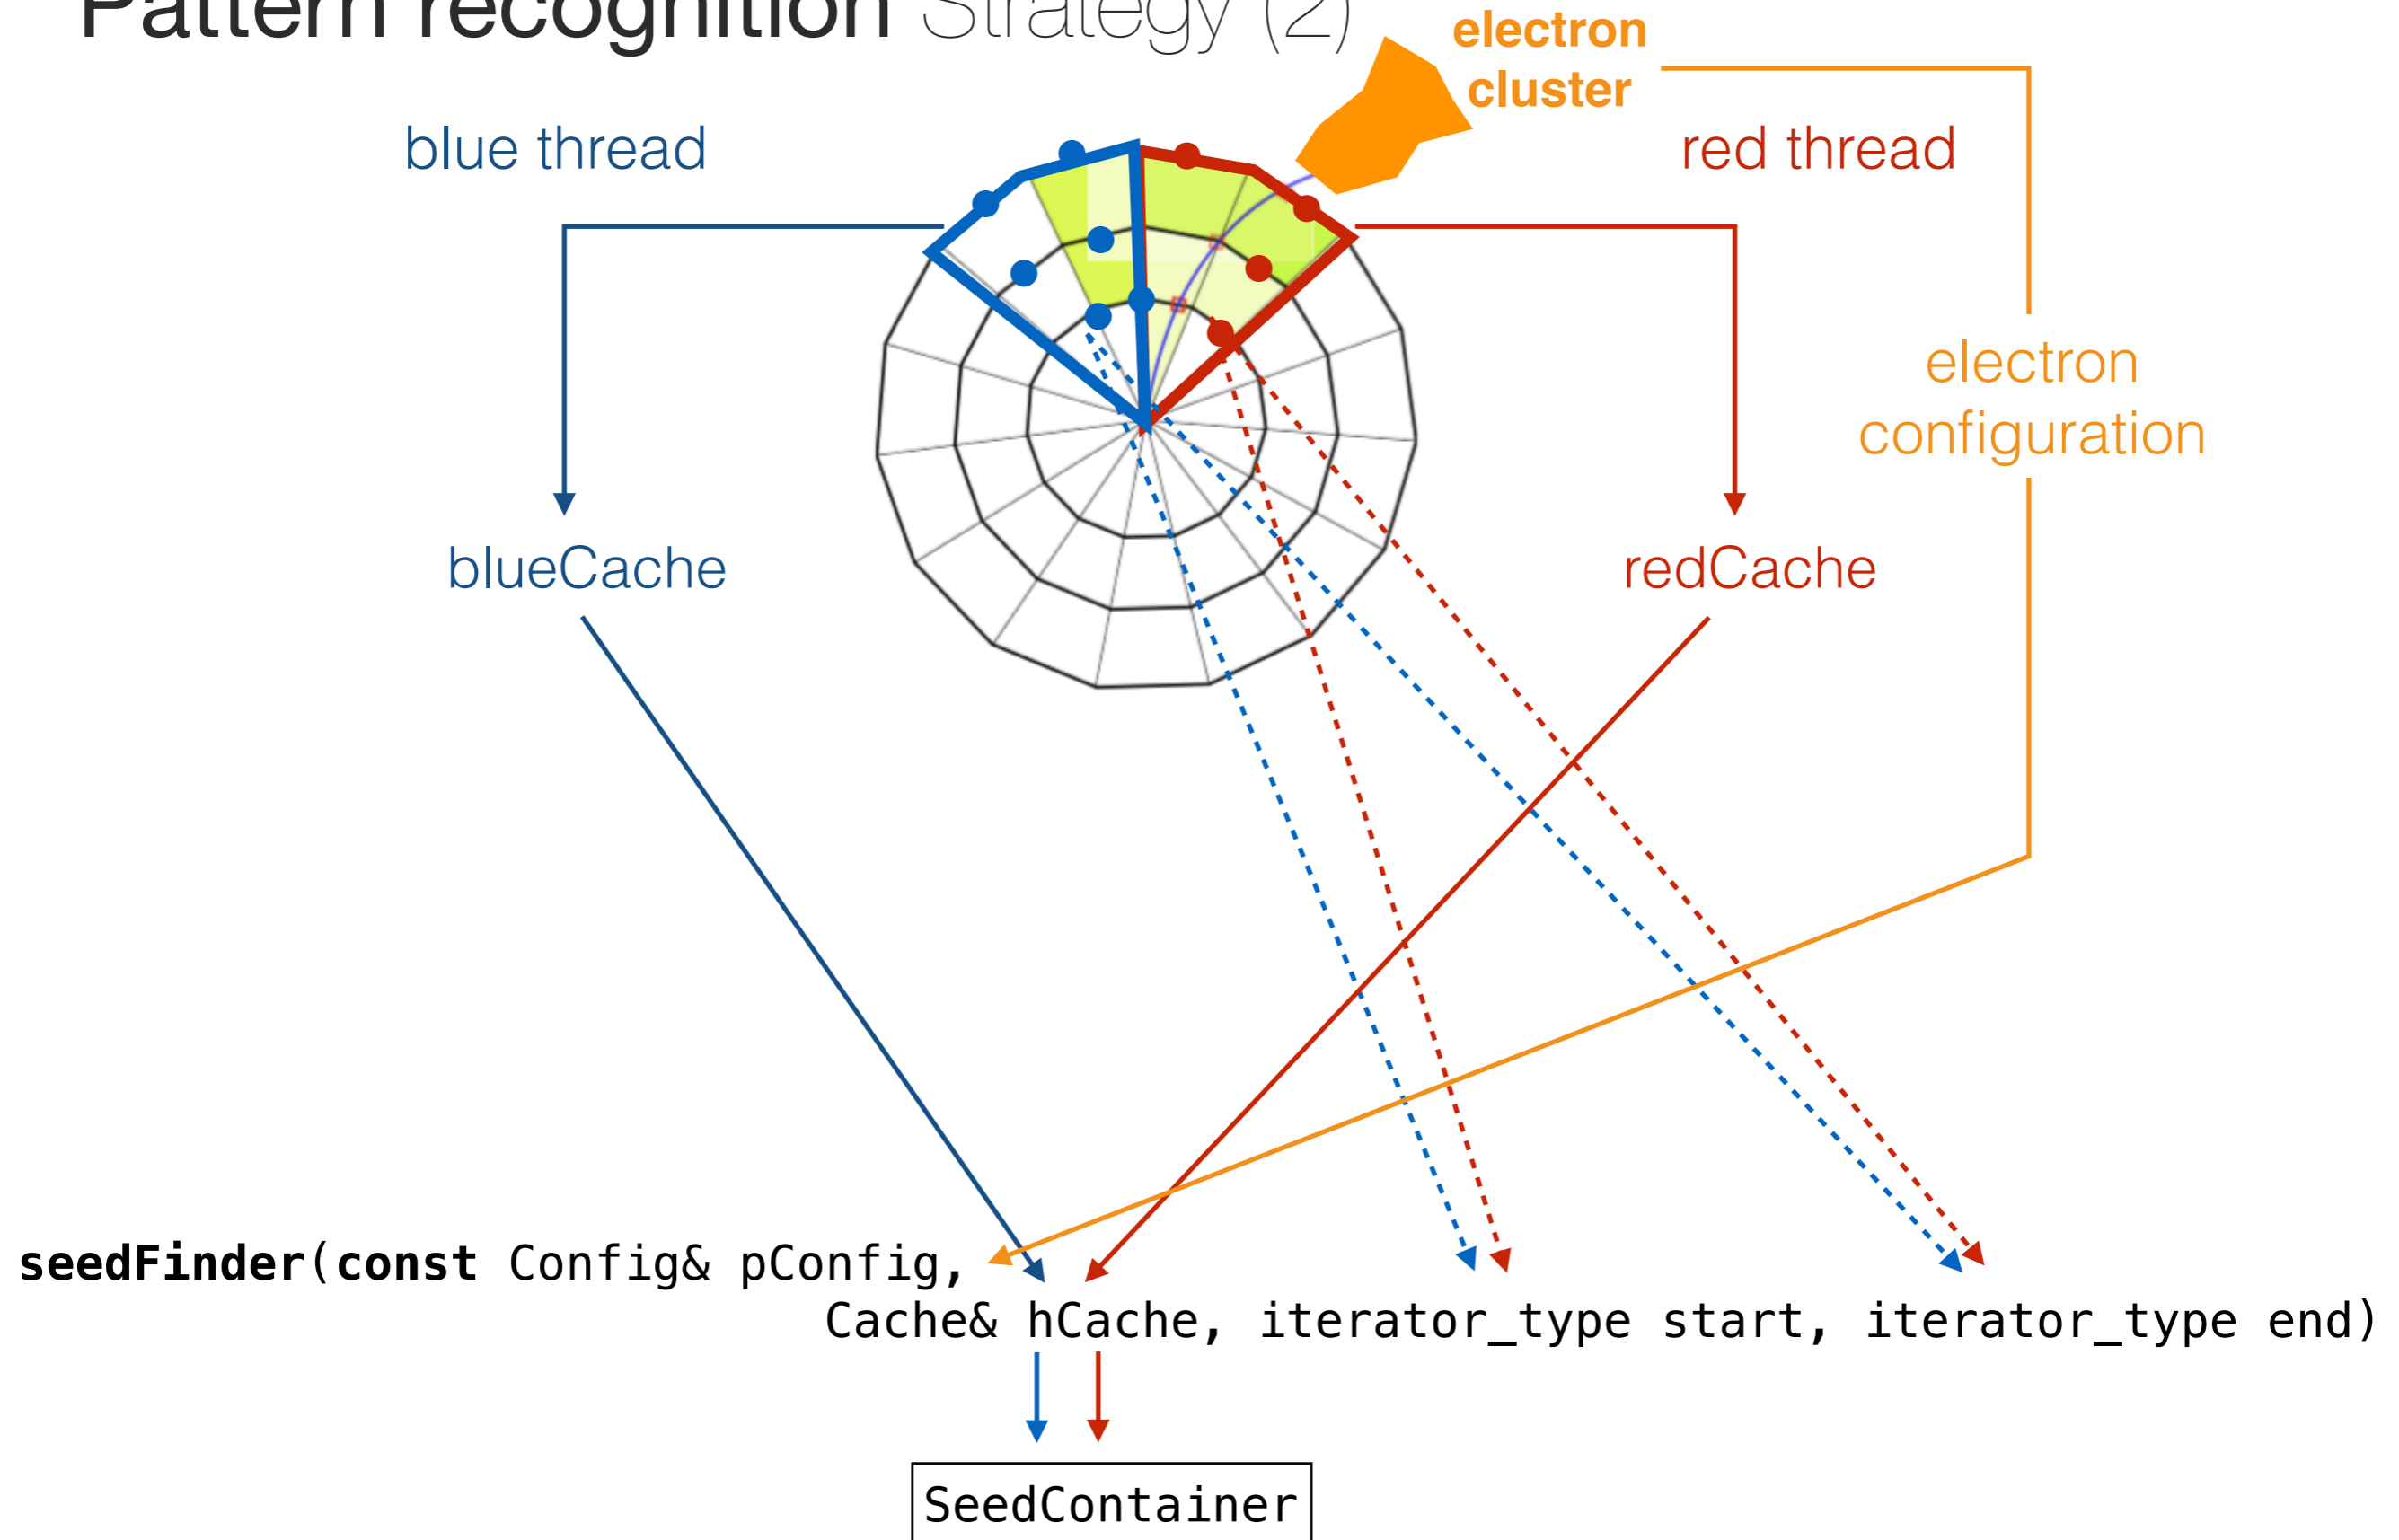 Pattern recognition Strategy (2)
electron
cluster
blue thread
red thread
electron
configuration
blueCache
redCache
seedFinder(const Config& pConfig,
Cache& hCache, iterator_type start, iterator_type end)
SeedContainer